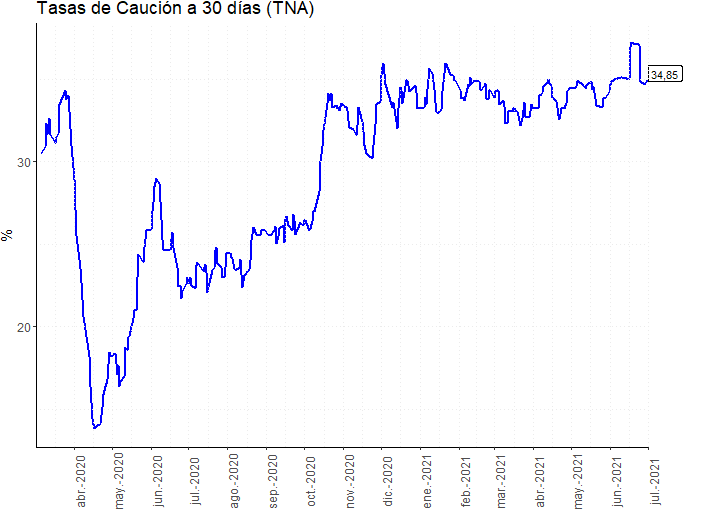 Tasas de Caución a 30 días (TNA)
%
30
20
34,85
abr.-2020
may.-2020
jun.-2020
jul.-2020
ago.-2020
sep.-2020
oct.-2020
nov.-2020
dic.-2020
ene.-2021
feb.-2021
mar.-2021
abr.-2021
may.-2021
jun.-2021
jul.-2021